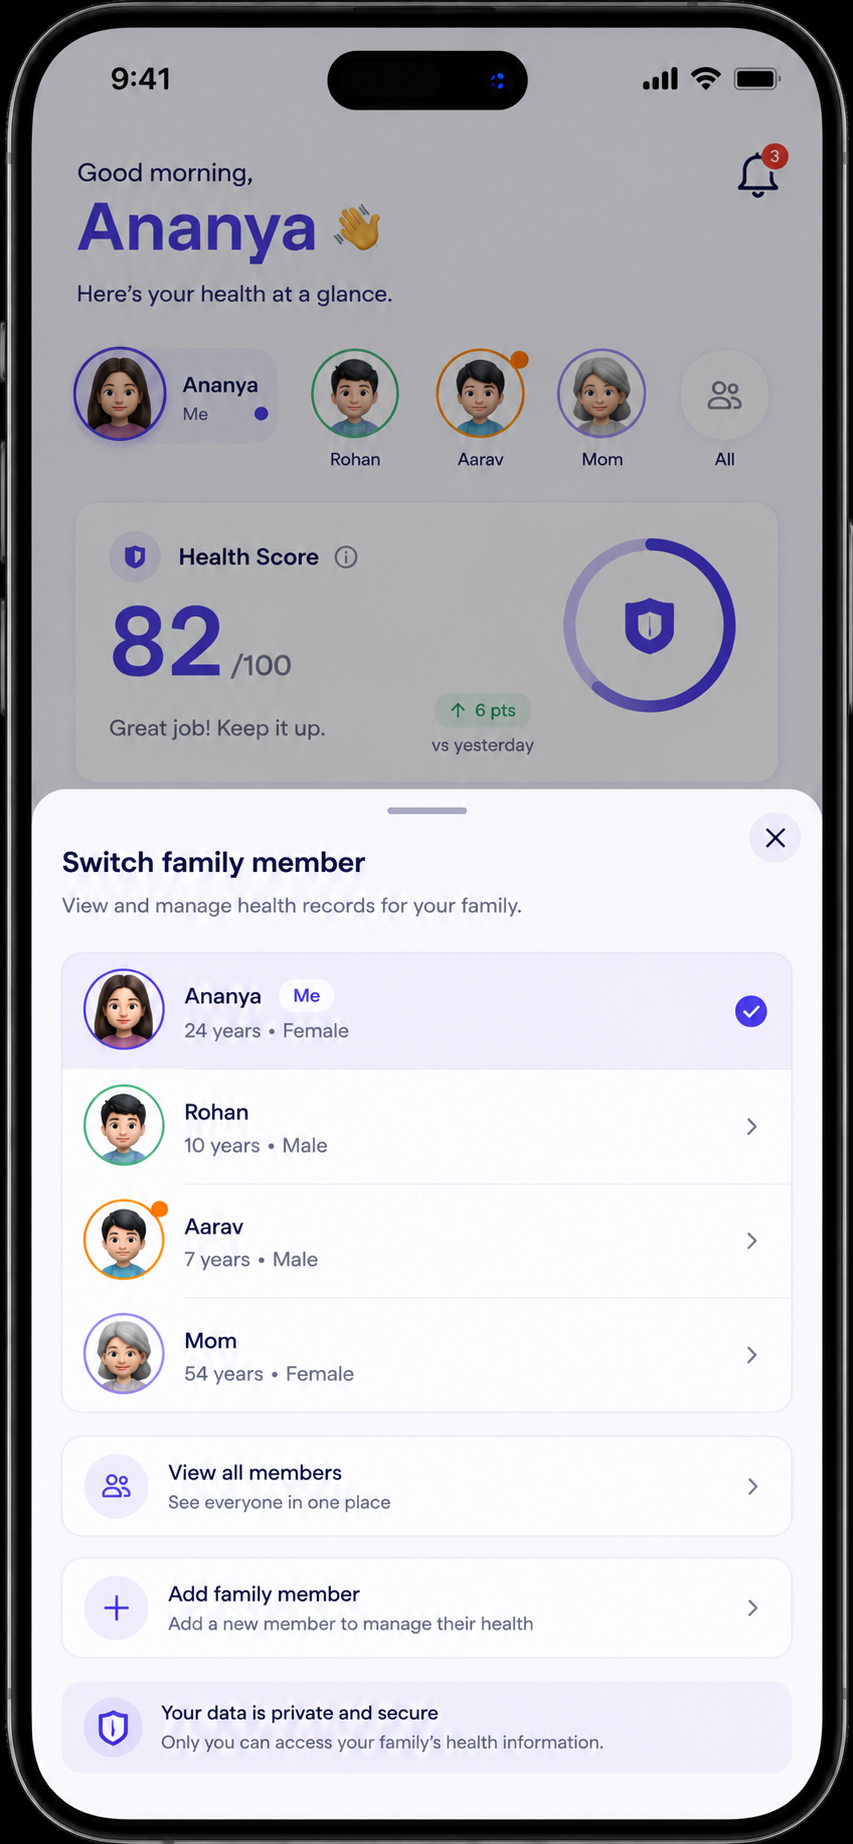 9:41
3
Good morning,
Ananya 👋
Here's your health at a glance.
Ananya
Me
Rohan
Aarav
Mom
All
Health Score
82 /100
Great job! Keep it up.
↑ 6 pts
vs yesterday
Switch family member
View and manage health records for your family.
Ananya Me
24 years • Female
Rohan
10 years • Male
Aarav
7 years • Male
Mom
54 years • Female
View all members
See everyone in one place
Add family member
Add a new member to manage their health
Your data is private and secure
Only you can access your family's health information.